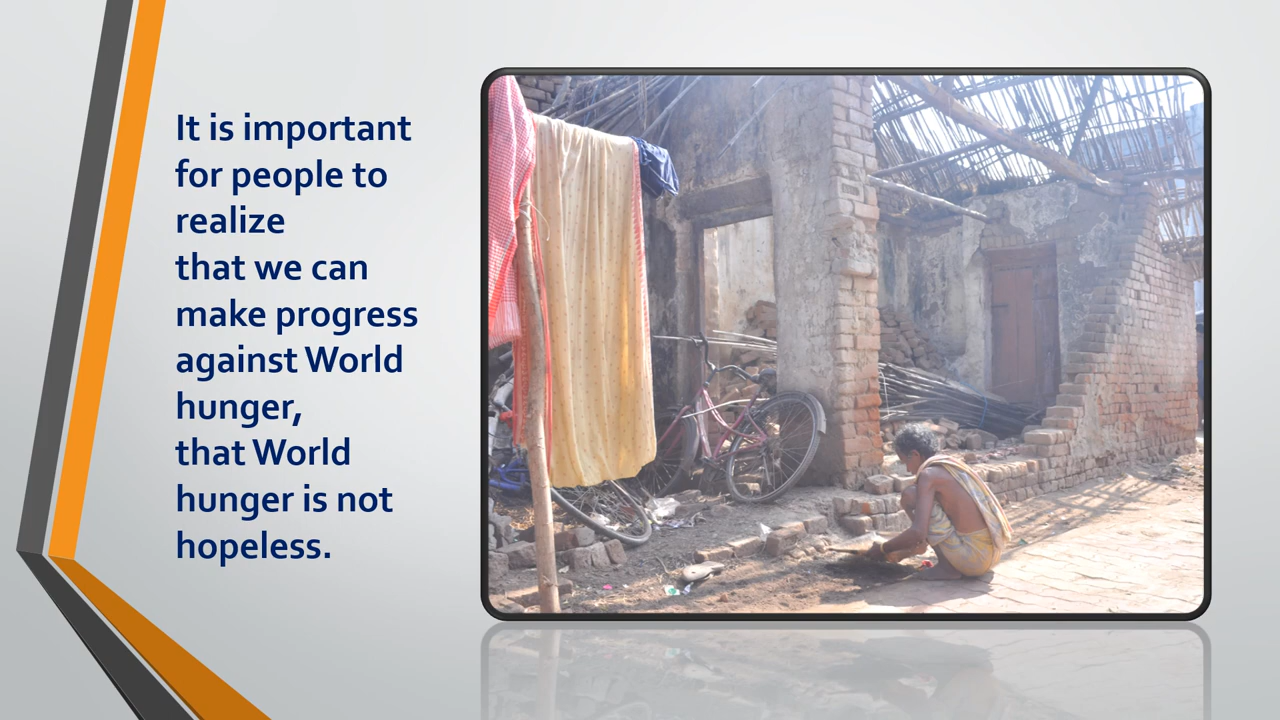 It is important
for people to
realize
that we can
make progress
against World
hunger,
that World
hunger is not
hopeless.